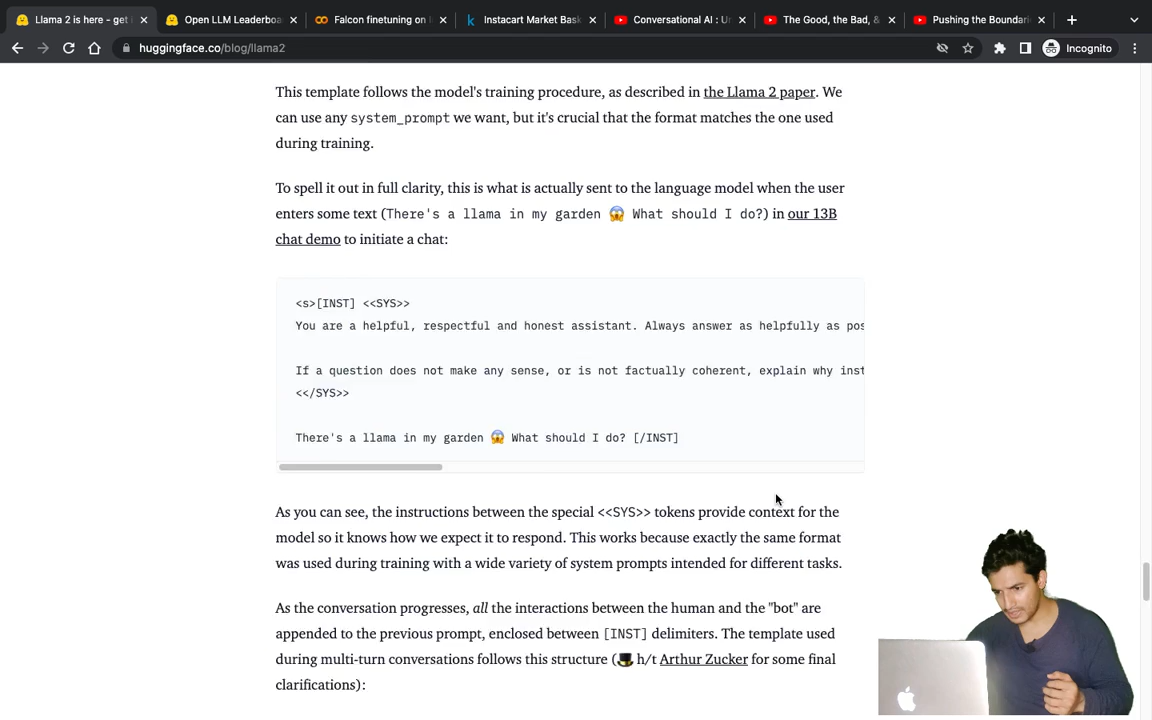 Llama 2 is here - get i
Open LLM Leaderboa
Falcon finetuning on
Instacart Market Bask
Conversational AI : Un
The Good, the Bad, &
Pushing the Boundari
huggingface.co/blog/llama2
Incognito
This template follows the model's training procedure, as described in the Llama 2 paper. We
can use any system_prompt we want, but it's crucial that the format matches the one used
during training.
To spell it out in full clarity, this is what is actually sent to the language model when the user
enters some text (There's a llama in my garden 😱 What should I do?) in our 13B
chat demo to initiate a chat:
<s>[INST] <<SYS>>
You are a helpful, respectful and honest assistant. Always answer as helpfully as pos
If a question does not make any sense, or is not factually coherent, explain why inst
<</SYS>>
There's a llama in my garden 😱 What should I do? [/INST]
As you can see, the instructions between the special <<SYS>> tokens provide context for the
model so it knows how we expect it to respond. This works because exactly the same format
was used during training with a wide variety of system prompts intended for different tasks.
As the conversation progresses, all the interactions between the human and the "bot" are
appended to the previous prompt, enclosed between [INST] delimiters. The template used
during multi-turn conversations follows this structure (🎩 h/t Arthur Zucker for some final
clarifications):